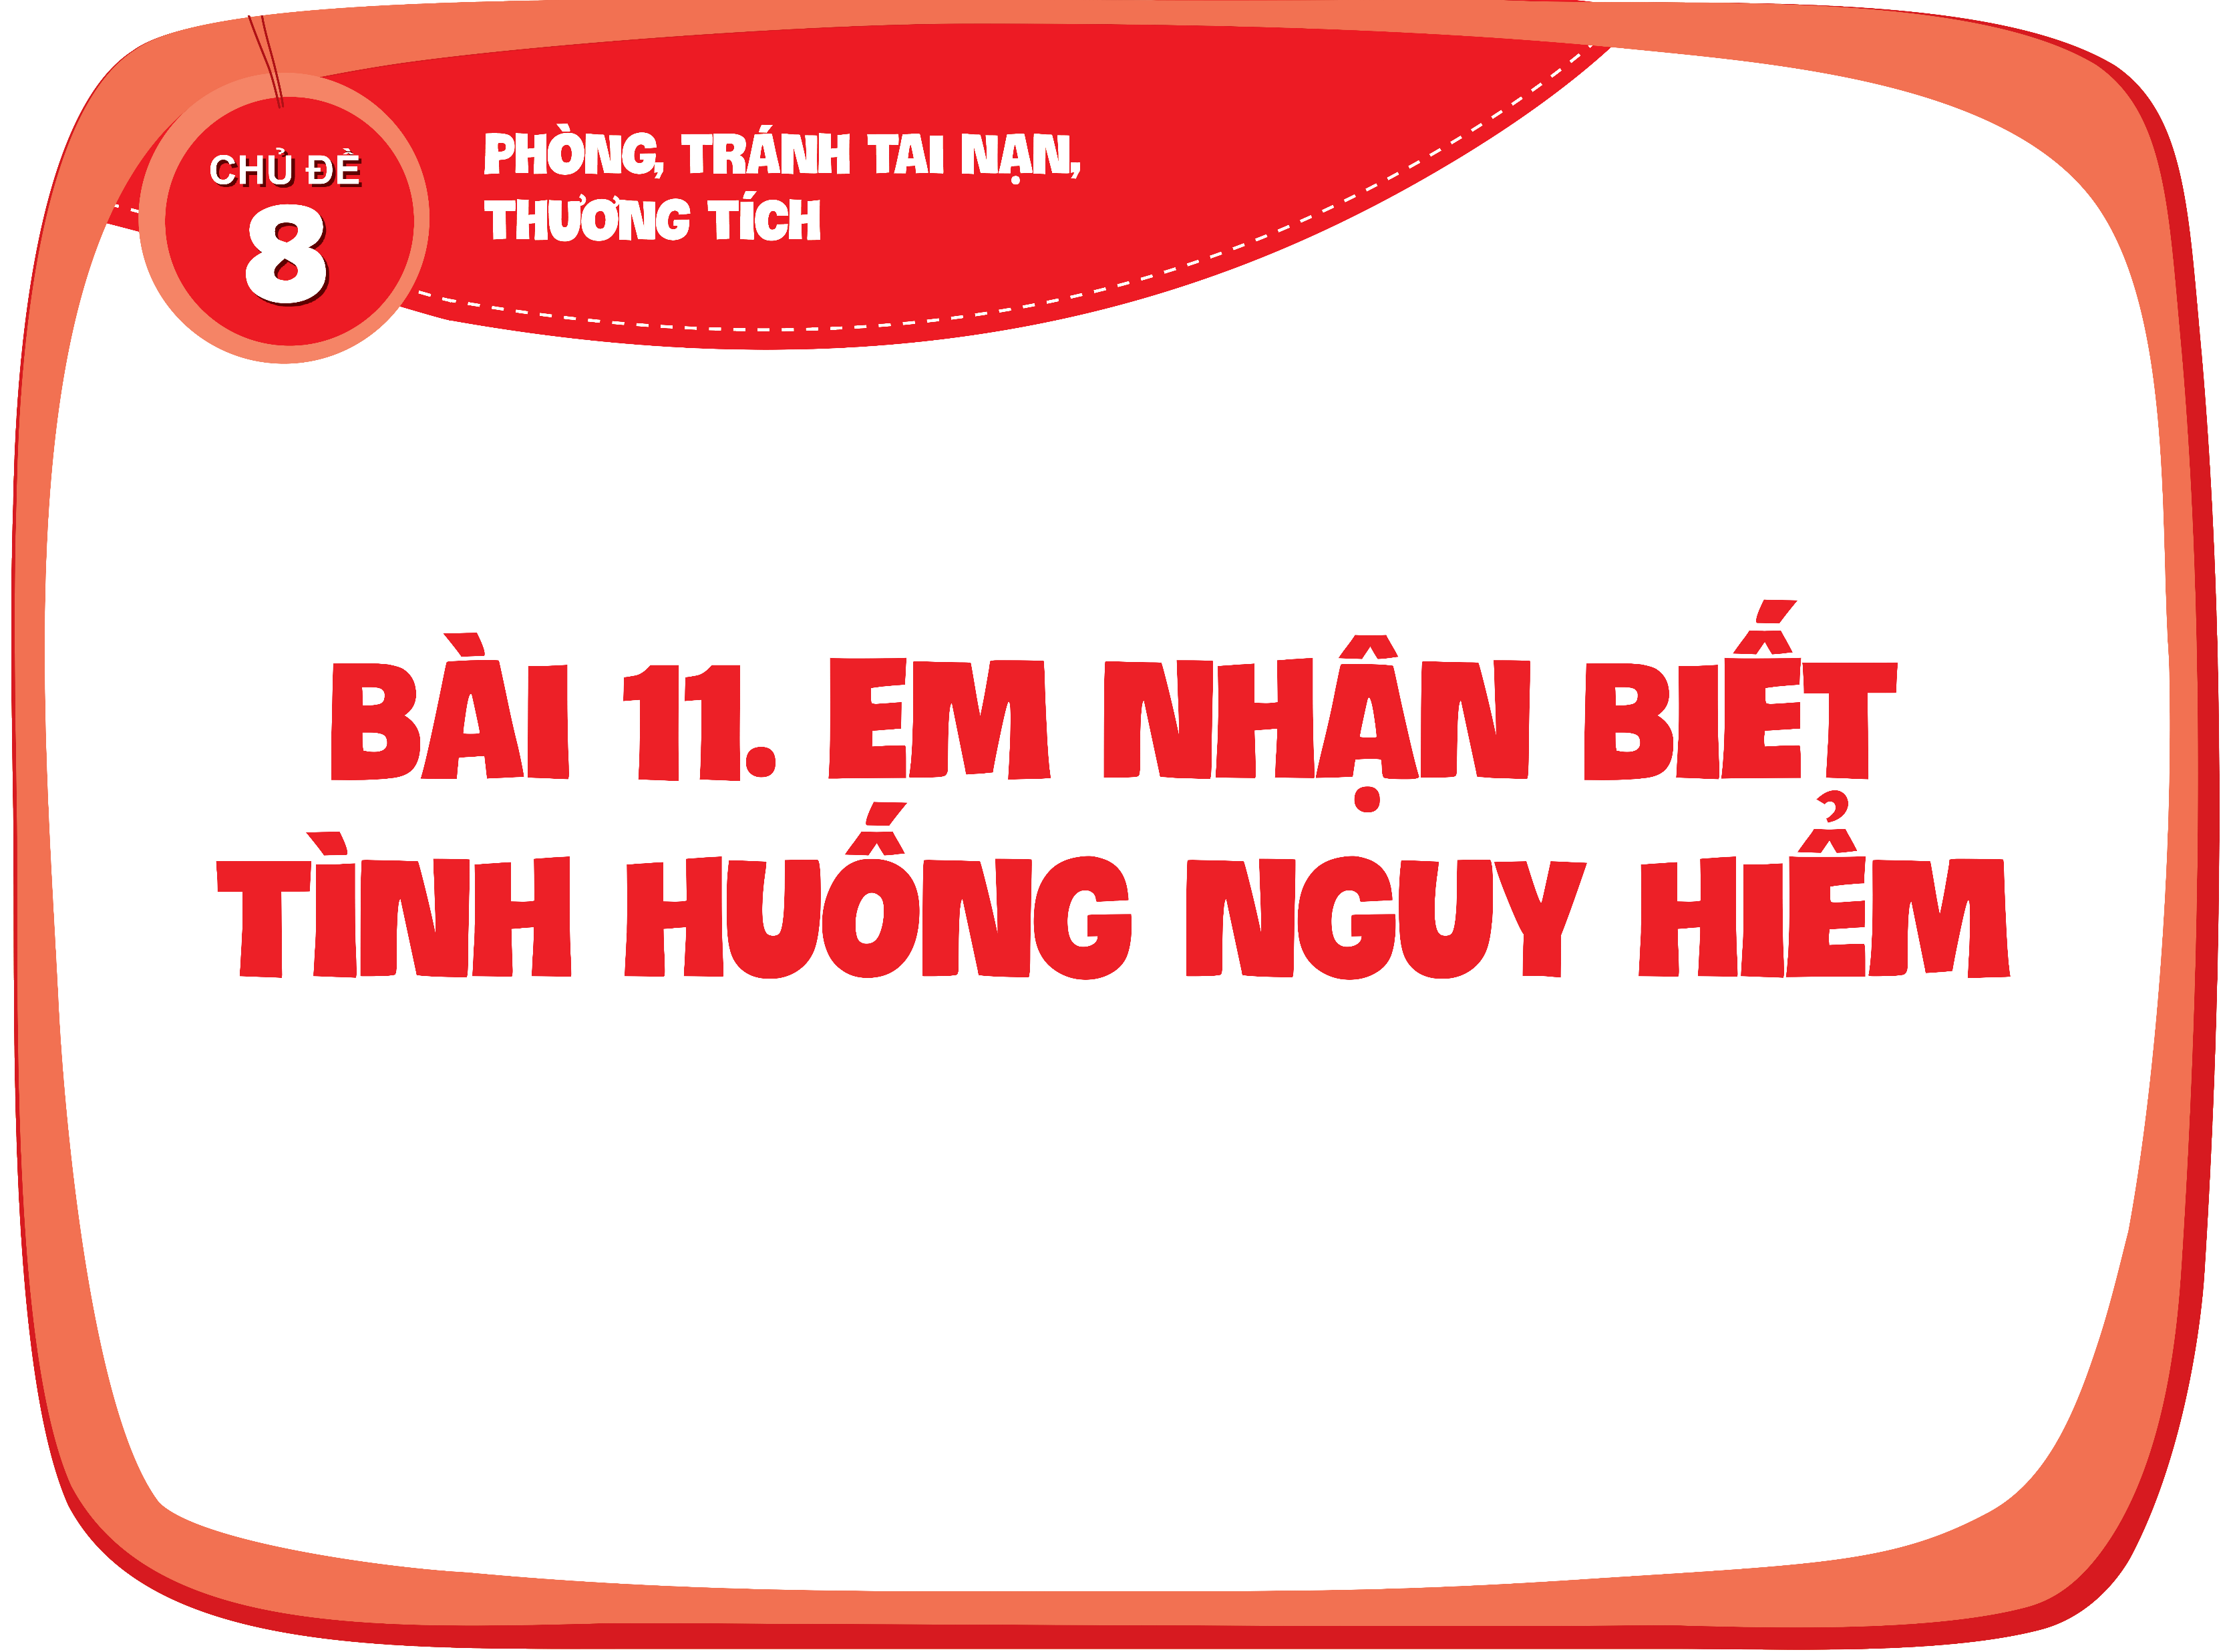 CHỦ ĐỀ
8
PHÒNG, TRÁNH TAI NẠN,
THƯƠNG TÍCH
BÀI 11. EM NHẬN BIẾT
TÌNH HUỐNG NGUY HIỂM